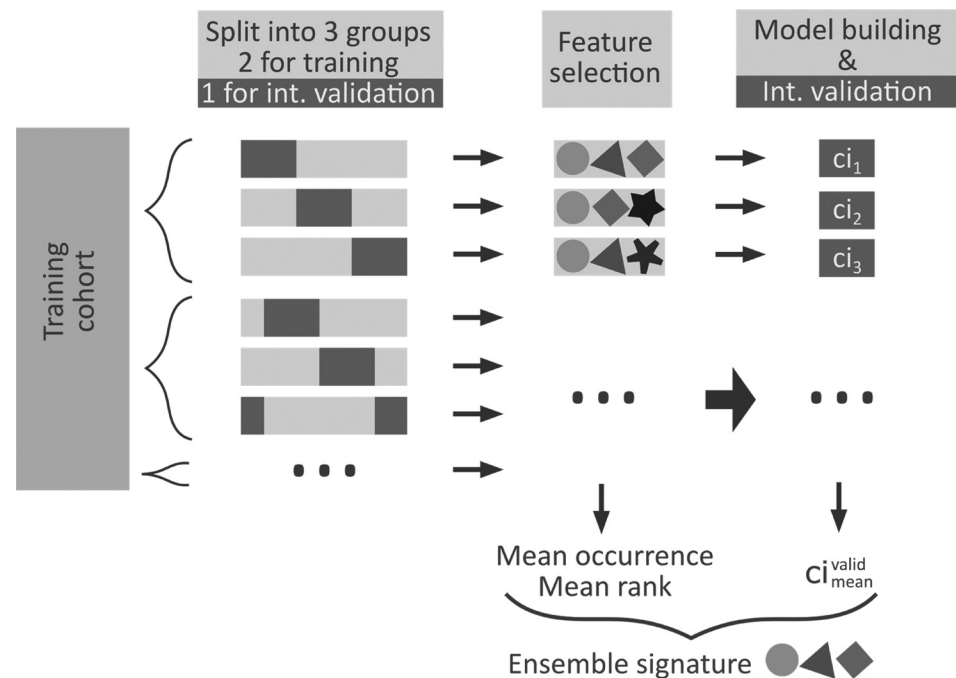 Split into 3 groups
2 for training
1 for int. validation
Feature
selection
Model building
&
Int. validation
Training
cohort
ci1
ci2
ci3
Mean occurrence
Mean rank
ci valid mean
Ensemble signature